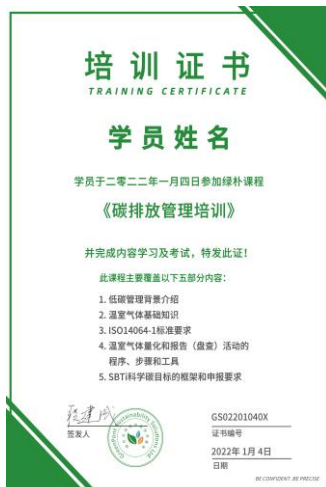 培训证书
TRAINING CERTIFICATE
学员姓名
学员于二零二二年一月四日参加绿朴课程
《碳排放管理培训》
并完成内容学习及考试，特发此证！
此课程主要覆盖以下五部分内容：
1. 低碳管理背景介绍
2. 温室气体基础知识
3. ISO14064-1标准要求
4. 温室气体量化和报告（盘查）活动的
程序、步骤和工具
5. SBTi科学碳目标的框架和申报要求
签发人
GreenPoint Sustainability Solutions Ltd.
GS02201040X
证书编号
2022年 1月 4日
日期
BE CONFIDENT. BE PRECISE